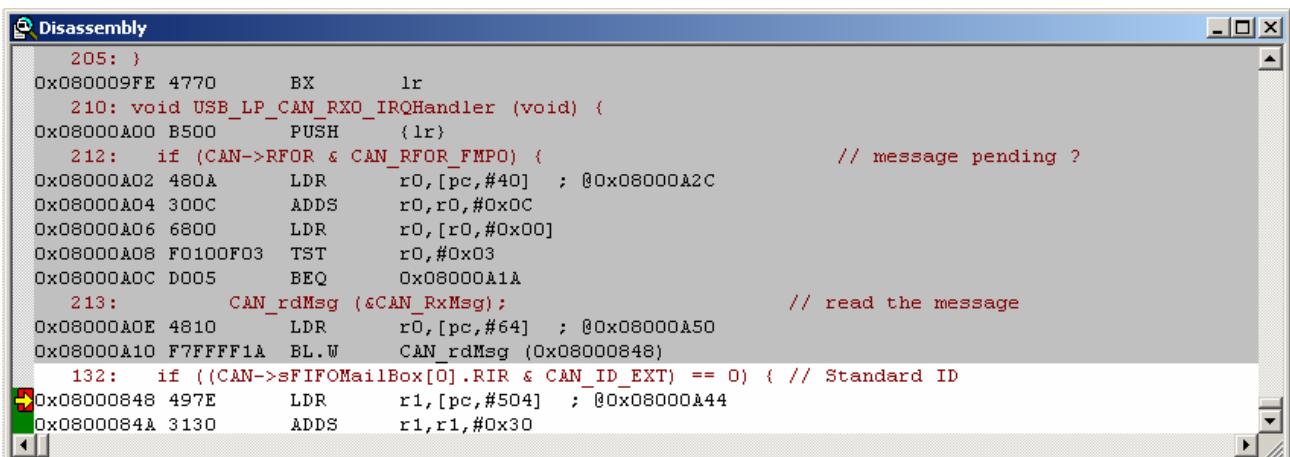 Disassembly
205: }
0x080009FE 4770 BX lr
210: void USB_LP_CAN_RX0_IRQHandler (void) {
0x08000A00 B500 PUSH {lr}
212: if (CAN->RF0R & CAN_RF0R_FMP0) { // message pending ?
0x08000A02 480A LDR r0,[pc,#40] ; @0x08000A2C
0x08000A04 300C ADDS r0,r0,#0x0C
0x08000A06 6800 LDR r0,[r0,#0x00]
0x08000A08 F0100F03 TST r0,#0x03
0x08000A0C D005 BEQ 0x08000A1A
213: CAN_rdMsg (&CAN_RxMsg); // read the message
0x08000A0E 4810 LDR r0,[pc,#64] ; @0x08000A50
0x08000A10 F7FFFF1A BL.W CAN_rdMsg (0x08000848)
132: if ((CAN->sFIFOMailBox[0].RIR & CAN_ID_EXT) == 0) { // Standard ID
0x08000848 497E LDR r1,[pc,#504] ; @0x08000A44
0x0800084A 3130 ADDS r1,r1,#0x30